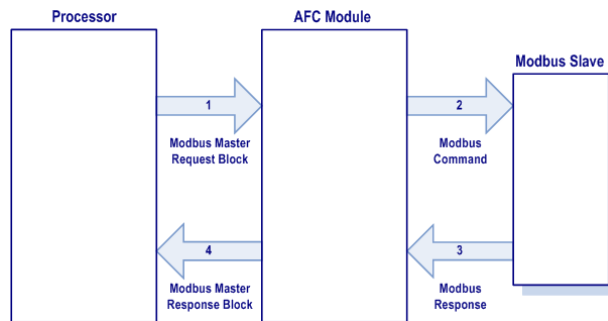 Processor
AFC Module
Modbus Slave
1
2
Modbus Master
Request Block
Modbus
Command
4
3
Modbus Master
Response Block
Modbus
Response